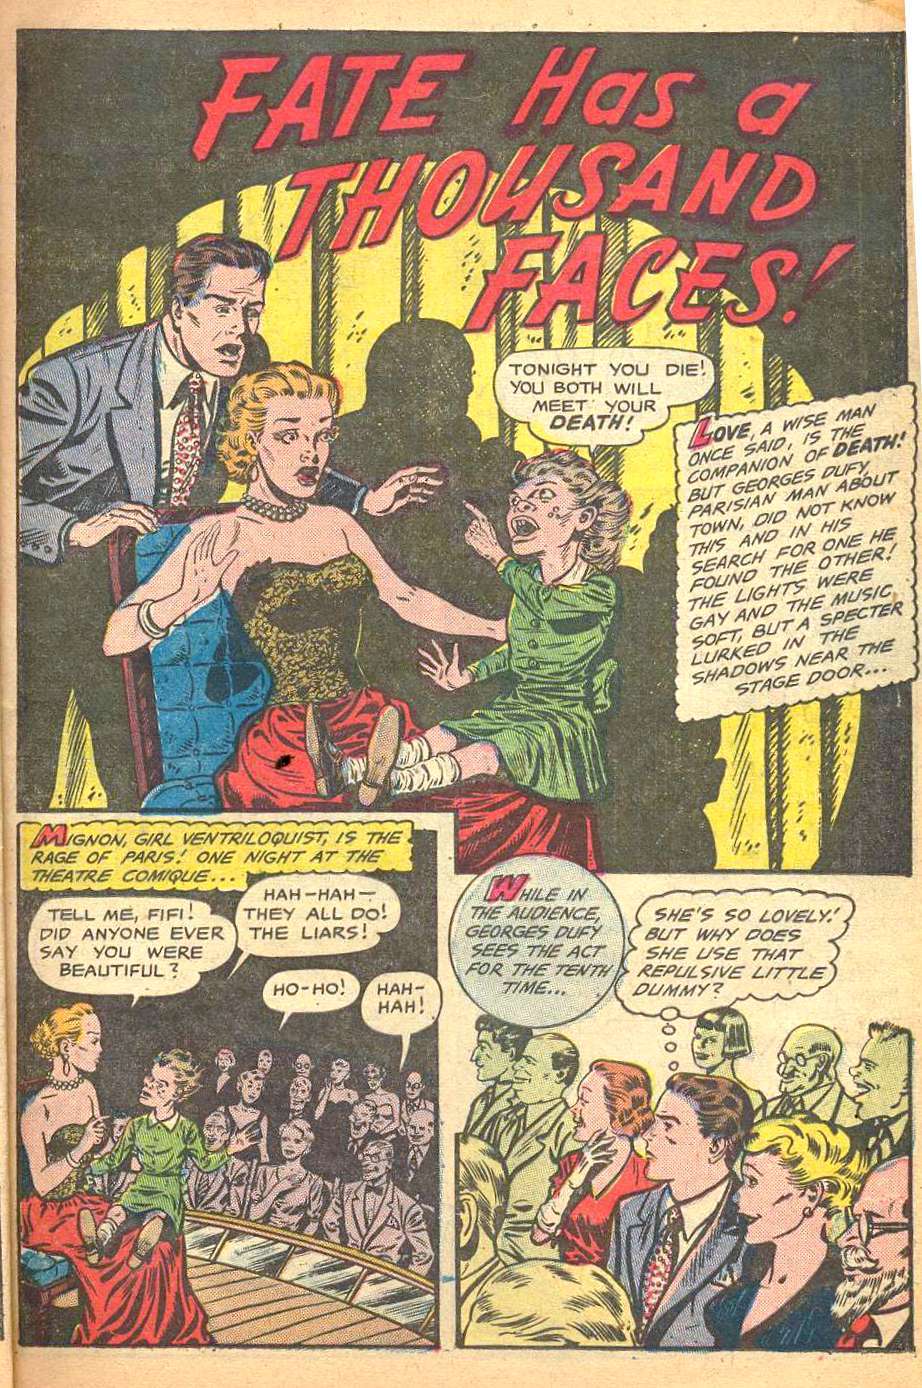 FATE HAS A
THOUSAND
FACES!
TONIGHT YOU DIE!
YOU BOTH WILL
MEET YOUR
DEATH!
LOVE, A WISE MAN
ONCE SAID, IS THE
COMPANION OF DEATH!
BUT GEORGES DUFY,
PARISIAN MAN ABOUT
TOWN, DID NOT KNOW
THIS AND IN HIS
SEARCH FOR ONE HE
FOUND THE OTHER!
THE LIGHTS WERE
GAY AND THE MUSIC
SOFT, BUT A SPECTER
LURKED IN THE
SHADOWS NEAR THE
STAGE DOOR...
MIGNON, GIRL VENTRILOQUIST, IS THE
RAGE OF PARIS! ONE NIGHT AT THE
THEATRE COMIQUE...
TELL ME, FIFI!
DID ANYONE EVER
SAY YOU WERE
BEAUTIFUL?
HAH-HAH-
THEY ALL DO!
THE LIARS!
HO-HO!
HAH-
HAH!
WHILE IN
THE AUDIENCE,
GEORGES DUFY
SEES THE ACT
FOR THE TENTH
TIME...
SHE'S SO LOVELY!
BUT WHY DOES
SHE USE THAT
REPULSIVE LITTLE
DUMMY?